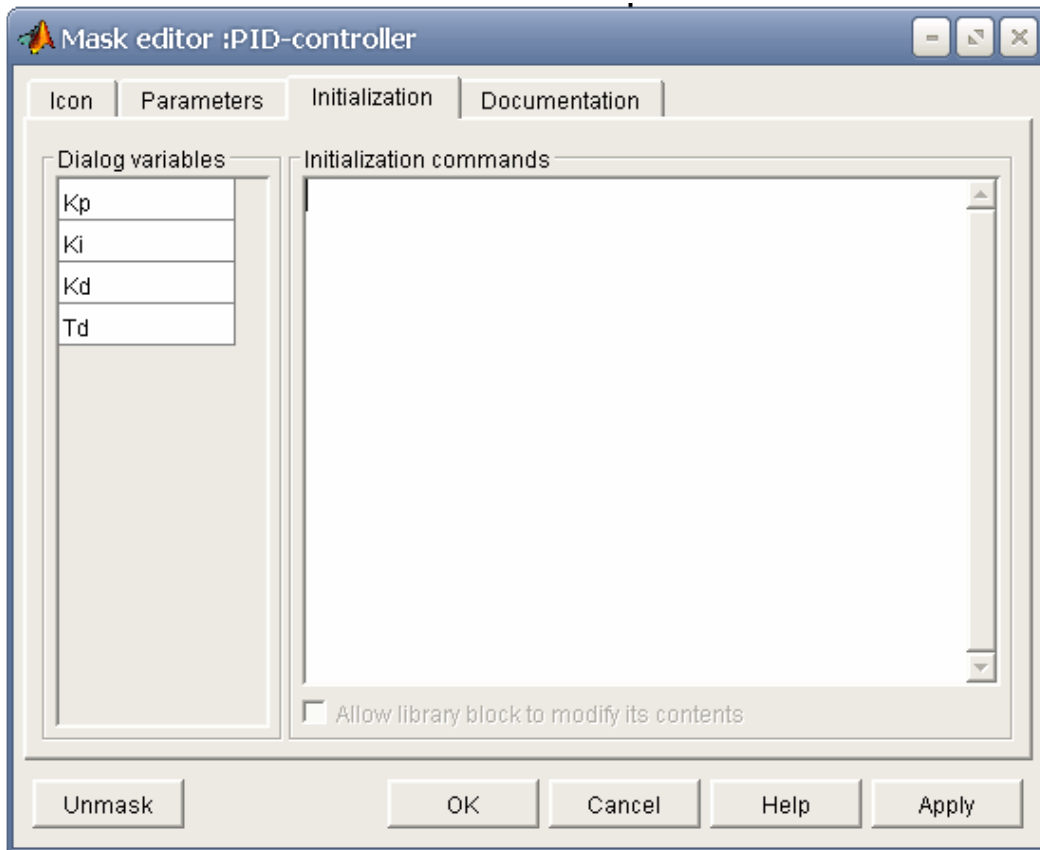 Mask editor :PID-controller
Icon Parameters Initialization Documentation
Dialog variables
Kp
Ki
Kd
Td
Initialization commands
Allow library block to modify its contents
Unmask OK Cancel Help Apply